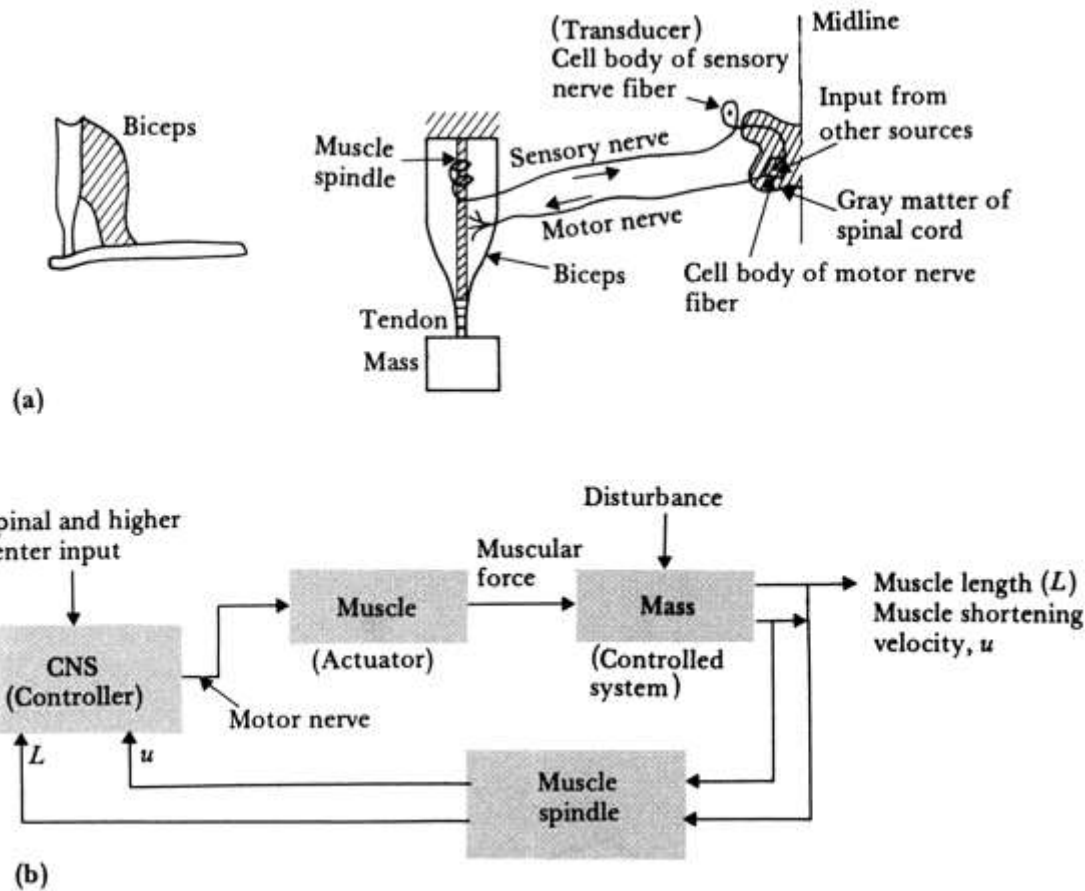 (Transducer)
Cell body of sensory
nerve fiber
Midline
Biceps
Input from
other sources
Muscle
spindle
Sensory nerve
Motor nerve
Gray matter of
spinal cord
Biceps
Cell body of motor nerve
fiber
Tendon
Mass
(a)
Disturbance
pinal and higher
enter input
Muscular
force
Muscle
(Actuator)
Mass
(Controlled
system)
Muscle length (L)
Muscle shortening
velocity, u
CNS
(Controller)
Motor nerve
L
u
Muscle
spindle
(b)